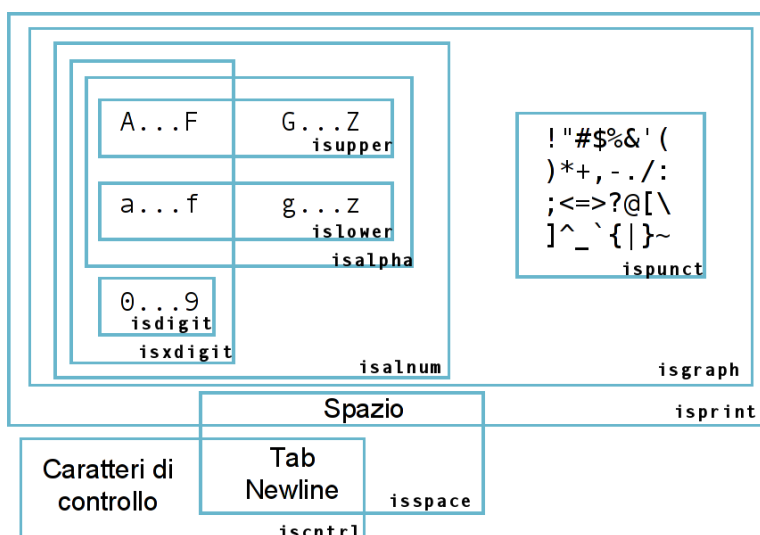 A...F G...Z
isupper
a...f g...z
islower
isalpha
0...9
isdigit
isxdigit
isalnum
!"#$%&'(
)*+,-./:
;<=>?@[\
]^_`{|}~
ispunct
isgraph
isprint
Spazio
Tab
Newline
isspace
Caratteri di
controllo
iscntrl